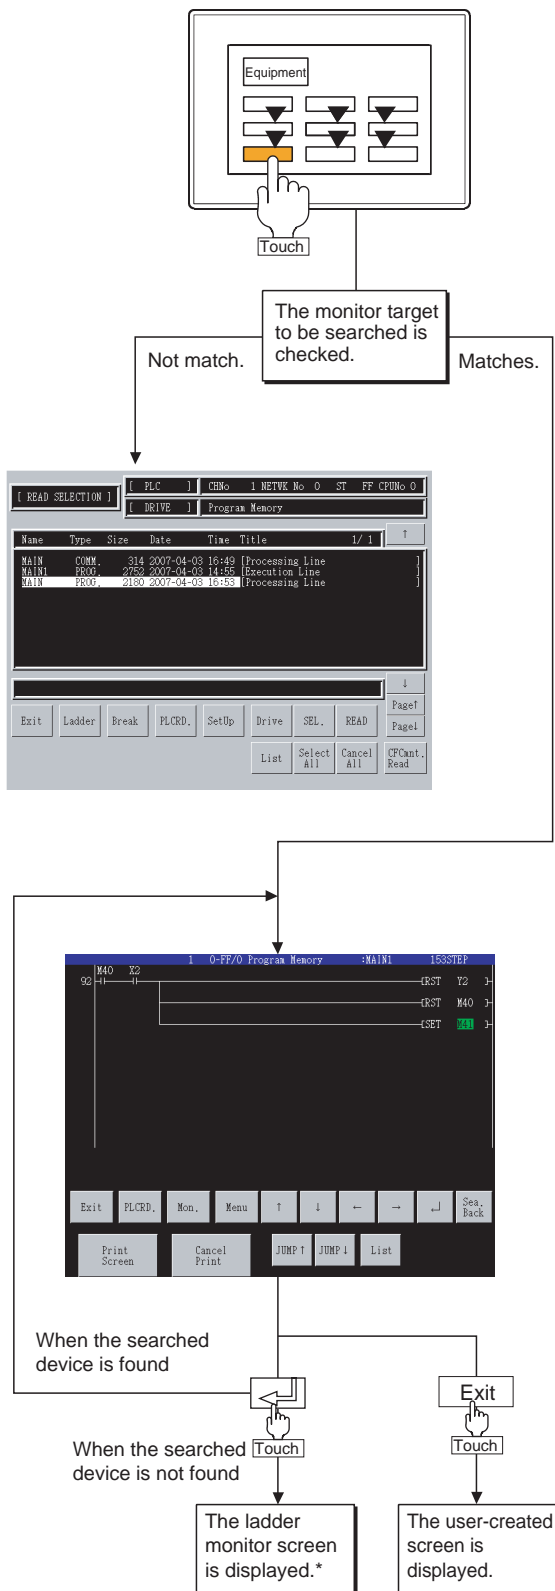 Equipment
Touch
The monitor target
to be searched is
checked.
Not match.
Matches.
[ READ SELECTION ]
[ PLC ] CHNo 1 NETWK No 0 ST FF CPUNo 0
[ DRIVE ] Program Memory
Name Type Size Date Time Title 1/ 1 ↑
MAIN COMM. 314 2007-04-03 16:49 [Processing Line ]
MAIN1 PROG. 2752 2007-04-03 14:55 [Execution Line ]
MAIN PROG. 2180 2007-04-03 16:53 [Processing Line ]
↓
Page↑
Exit Ladder Break PLCRD. SetUp Drive SEL. READ
Page↓
List Select All Cancel All CFCmnt. Read
1 0-FF/0 Program Memory :MAIN1 153STEP
M40 X2
92 [RST Y2 ]
[RST M40 ]
[SET M41 ]
Exit PLCRD. Mon. Menu ↑ ↓ ← → ↵ Sea. Back
Print Screen Cancel Print JUMP↑ JUMP↓ List
When the searched
device is found
Exit
When the searched
device is not found
Touch
Touch
The ladder
monitor screen
is displayed.*
The user-created
screen is
displayed.